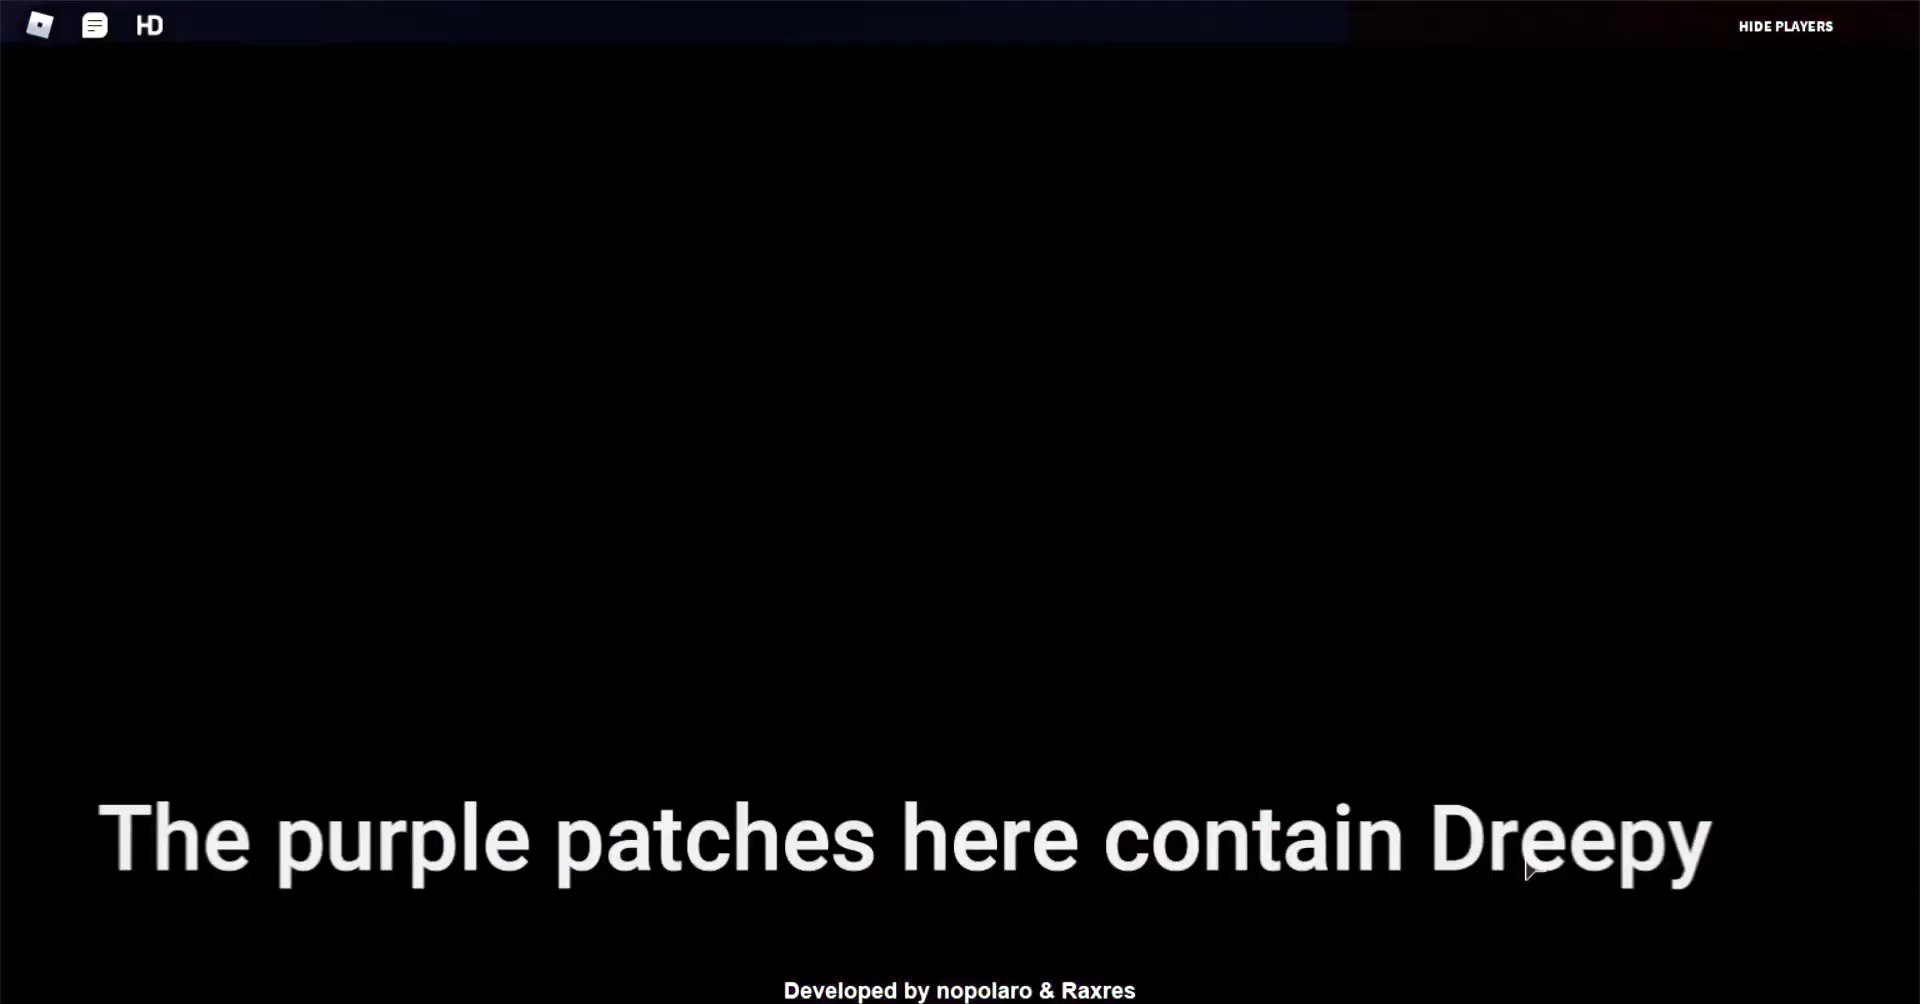 HD
HIDE PLAYERS
The purple patches here contain Dreepy
Developed by nopolaro & Raxres